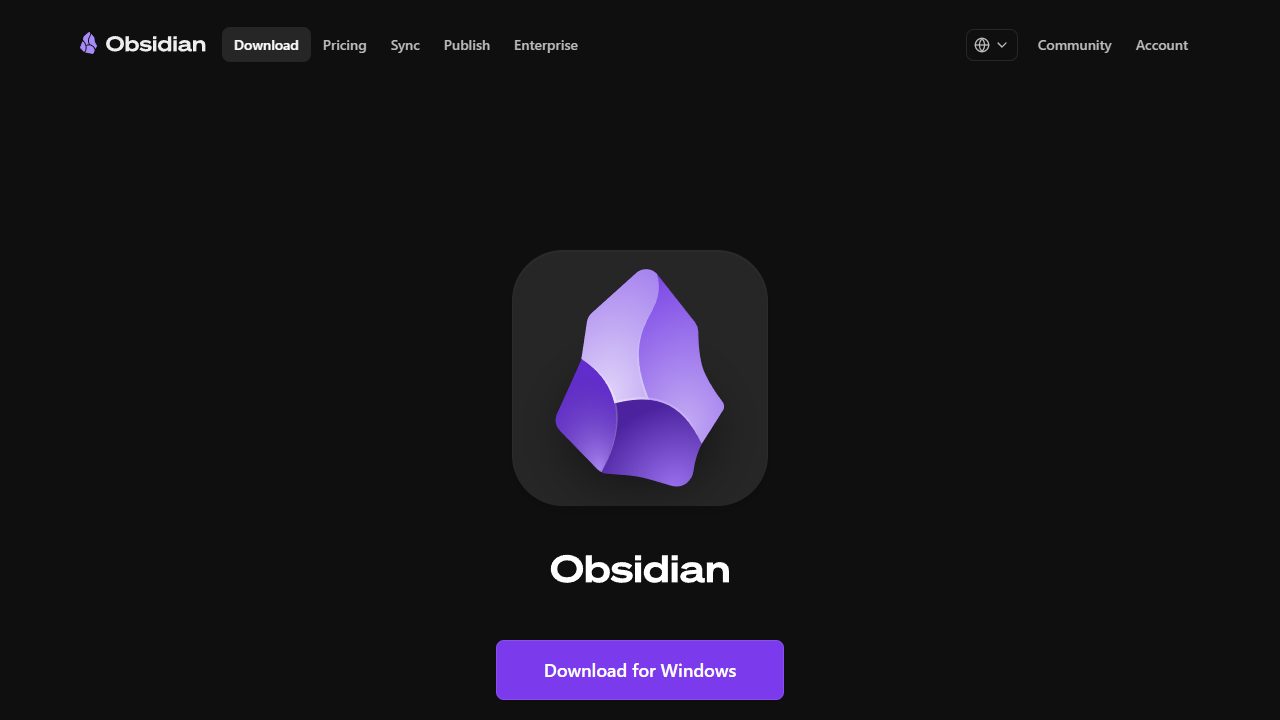 Obsidian Download Pricing Sync Publish Enterprise Community Account
Obsidian
Download for Windows